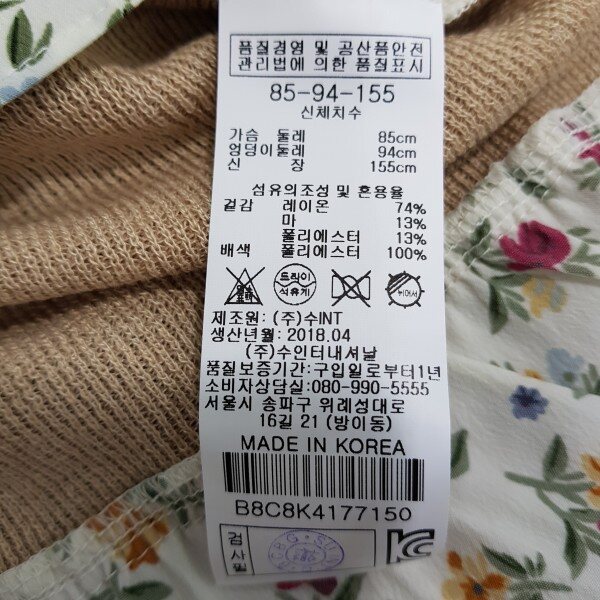 품질경영 및 공산품안전
관리법에 의한 품질표시
85-94-155
신체치수
가슴 둘레 85cm
엉덩이둘레 94cm
신 장 155cm
섬유의조성 및 혼용율
겉감 레이온 74%
마 13%
폴리에스터 13%
배색 폴리에스터 100%
드라이
석유계
뉘어서
제조원: (주)수INT
생산년월: 2018.04
(주)수인터내셔날
품질보증기간:구입일로부터1년
소비자상담실:080-990-5555
서울시 송파구 위례성대로
16길 21 (방이동)
MADE IN KOREA
B8C8K4177150
검사필